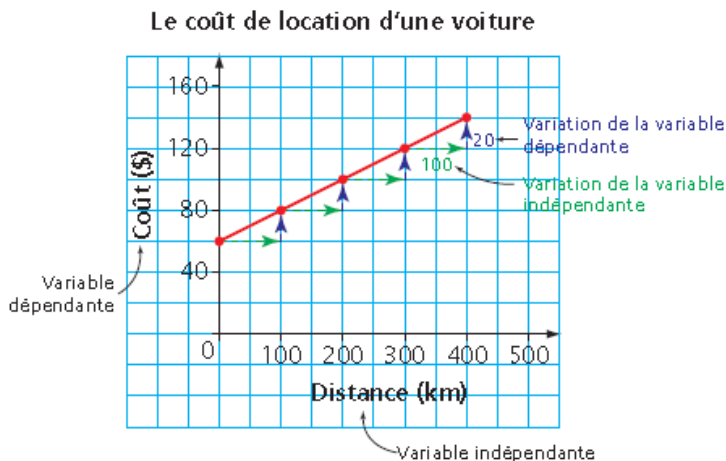 Le coût de location d'une voiture
160
120
80
40
0
100 200 300 400 500
Coût ($)
Distance (km)
20
Variation de la variable
dépendante
100
Variation de la variable
indépendante
Variable
dépendante
Variable indépendante